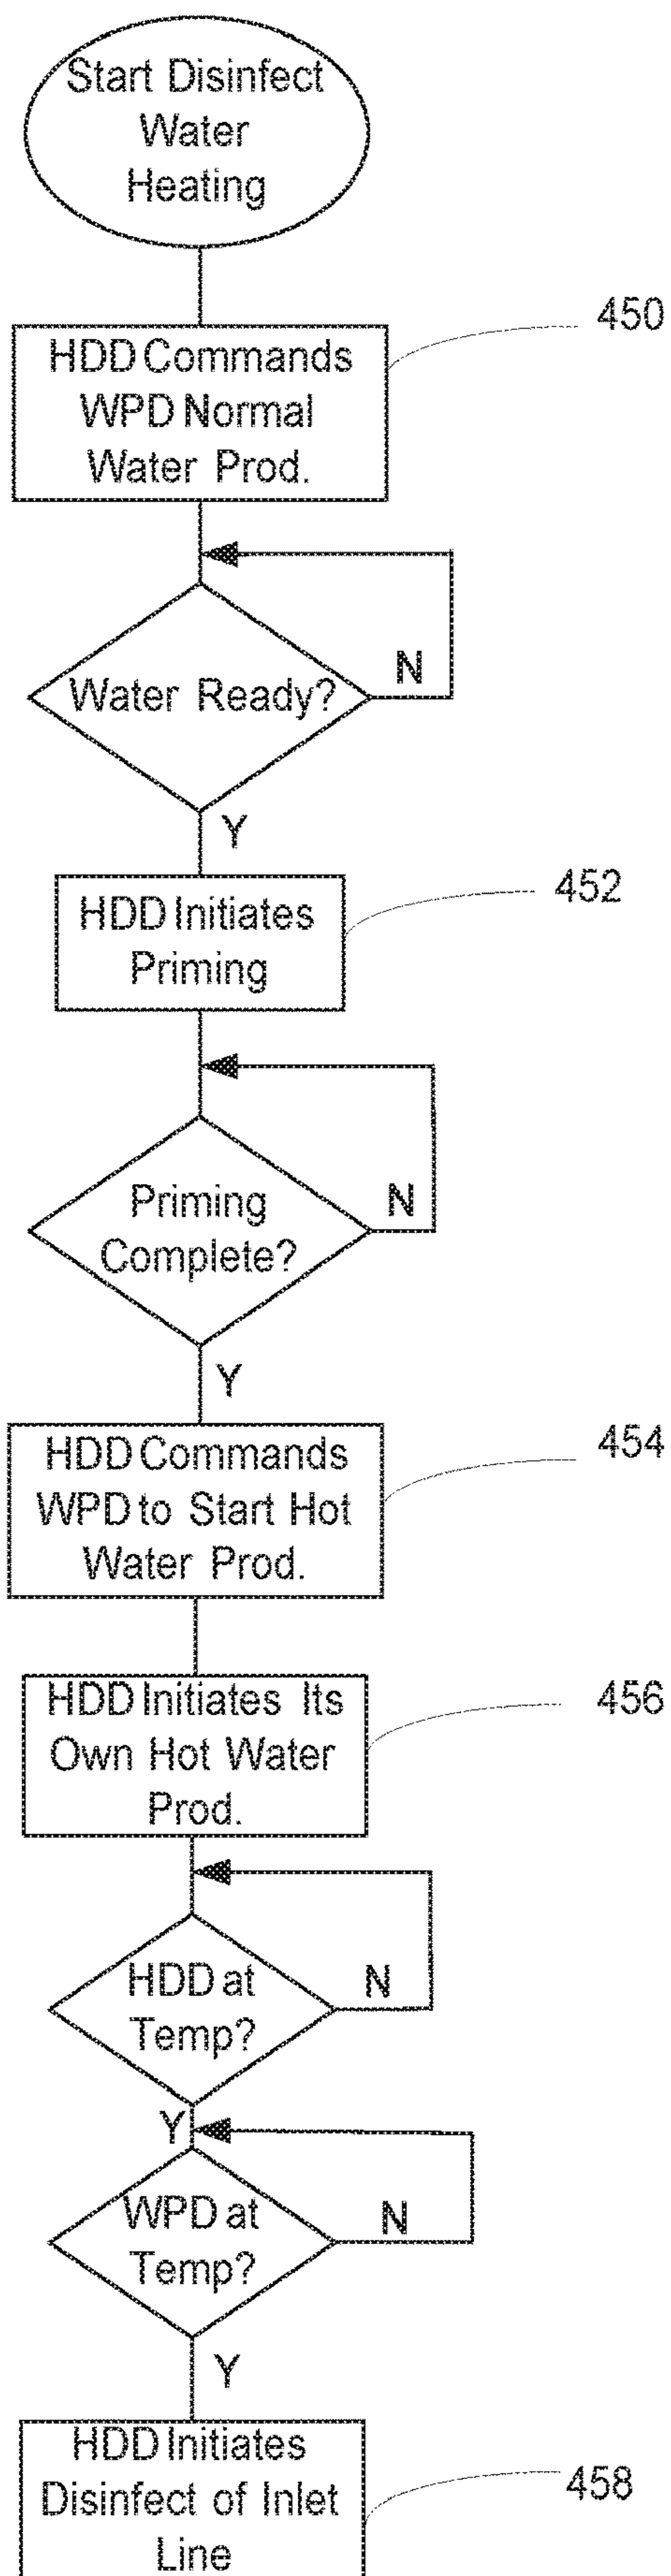 Start Disinfect
Water
Heating
450
HDD Commands
WPD Normal
Water Prod.
Water Ready?
N
Y
452
HDD Initiates
Priming
Priming
Complete?
N
Y
454
HDD Commands
WPD to Start Hot
Water Prod.
456
HDD Initiates Its
Own Hot Water
Prod.
HDD at
Temp?
N
Y
WPD at
Temp?
N
Y
HDD Initiates
Disinfect of Inlet
Line
458